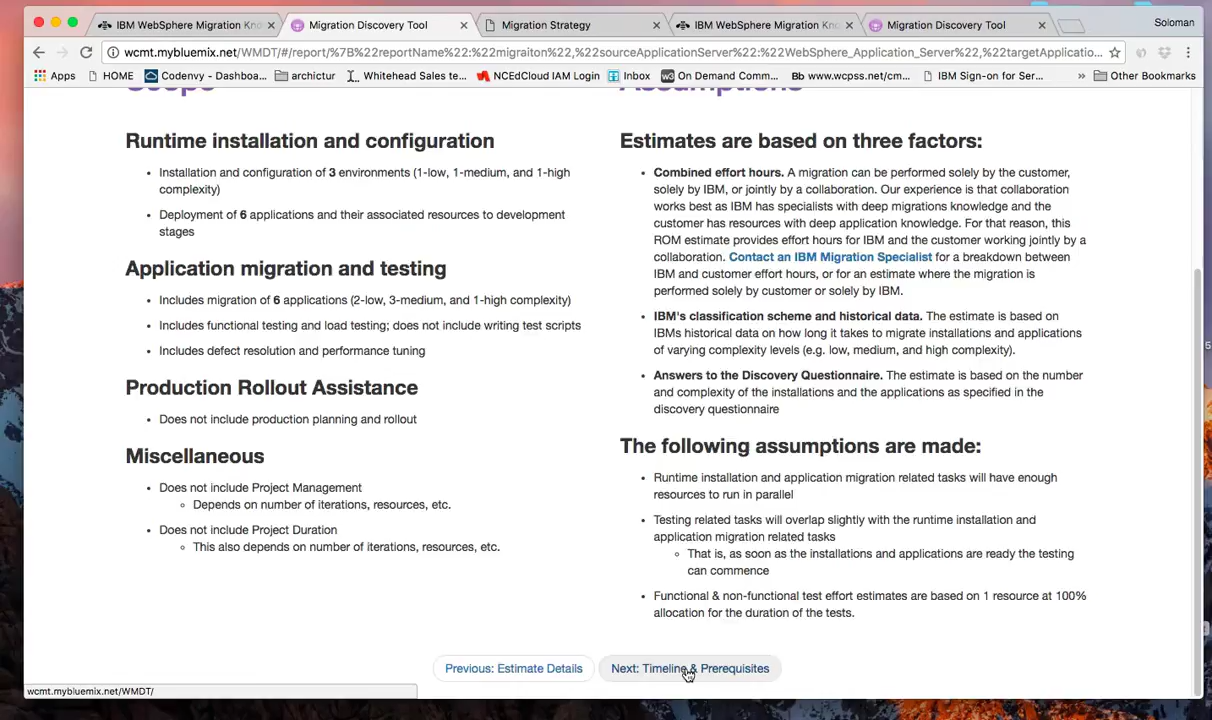 IBM WebSphere Migration Kno
Migration Discovery Tool
Migration Strategy
IBM WebSphere Migration Kno
Migration Discovery Tool
Soloman
wcmt.mybluemix.net/WMDT/#/report/%7B%22reportName%22:%22migraiton%22,%22sourceApplicationServer%22:%22WebSphere_Application_Server%22,%22targetApplicatio...
Apps
HOME
Codenvy - Dashboa...
archictur
Whitehead Sales te...
NCEdCloud IAM Login
Inbox
w3 On Demand Comm...
Bb www.wcpss.net/cm...
IBM Sign-on for Ser...
»
Other Bookmarks
Scope
Runtime installation and configuration
• Installation and configuration of 3 environments (1-low, 1-medium, and 1-high
complexity)
• Deployment of 6 applications and their associated resources to development
stages
Application migration and testing
• Includes migration of 6 applications (2-low, 3-medium, and 1-high complexity)
• Includes functional testing and load testing; does not include writing test scripts
• Includes defect resolution and performance tuning
Production Rollout Assistance
• Does not include production planning and rollout
Miscellaneous
• Does not include Project Management
Depends on number of iterations, resources, etc.
• Does not include Project Duration
This also depends on number of iterations, resources, etc.
Assumptions
Estimates are based on three factors:
• Combined effort hours. A migration can be performed solely by the customer,
solely by IBM, or jointly by a collaboration. Our experience is that collaboration
works best as IBM has specialists with deep migrations knowledge and the
customer has resources with deep application knowledge. For that reason, this
ROM estimate provides effort hours for IBM and the customer working jointly by a
collaboration. Contact an IBM Migration Specialist for a breakdown between
IBM and customer effort hours, or for an estimate where the migration is
performed solely by customer or solely by IBM.
• IBM's classification scheme and historical data. The estimate is based on
IBMs historical data on how long it takes to migrate installations and applications
of varying complexity levels (e.g. low, medium, and high complexity).
• Answers to the Discovery Questionnaire. The estimate is based on the number
and complexity of the installations and the applications as specified in the
discovery questionnaire
The following assumptions are made:
• Runtime installation and application migration related tasks will have enough
resources to run in parallel
• Testing related tasks will overlap slightly with the runtime installation and
application migration related tasks
That is, as soon as the installations and applications are ready the testing
can commence
• Functional & non-functional test effort estimates are based on 1 resource at 100%
allocation for the duration of the tests.
Previous: Estimate Details
Next: Timeline & Prerequisites
wcmt.mybluemix.net/WMDT/